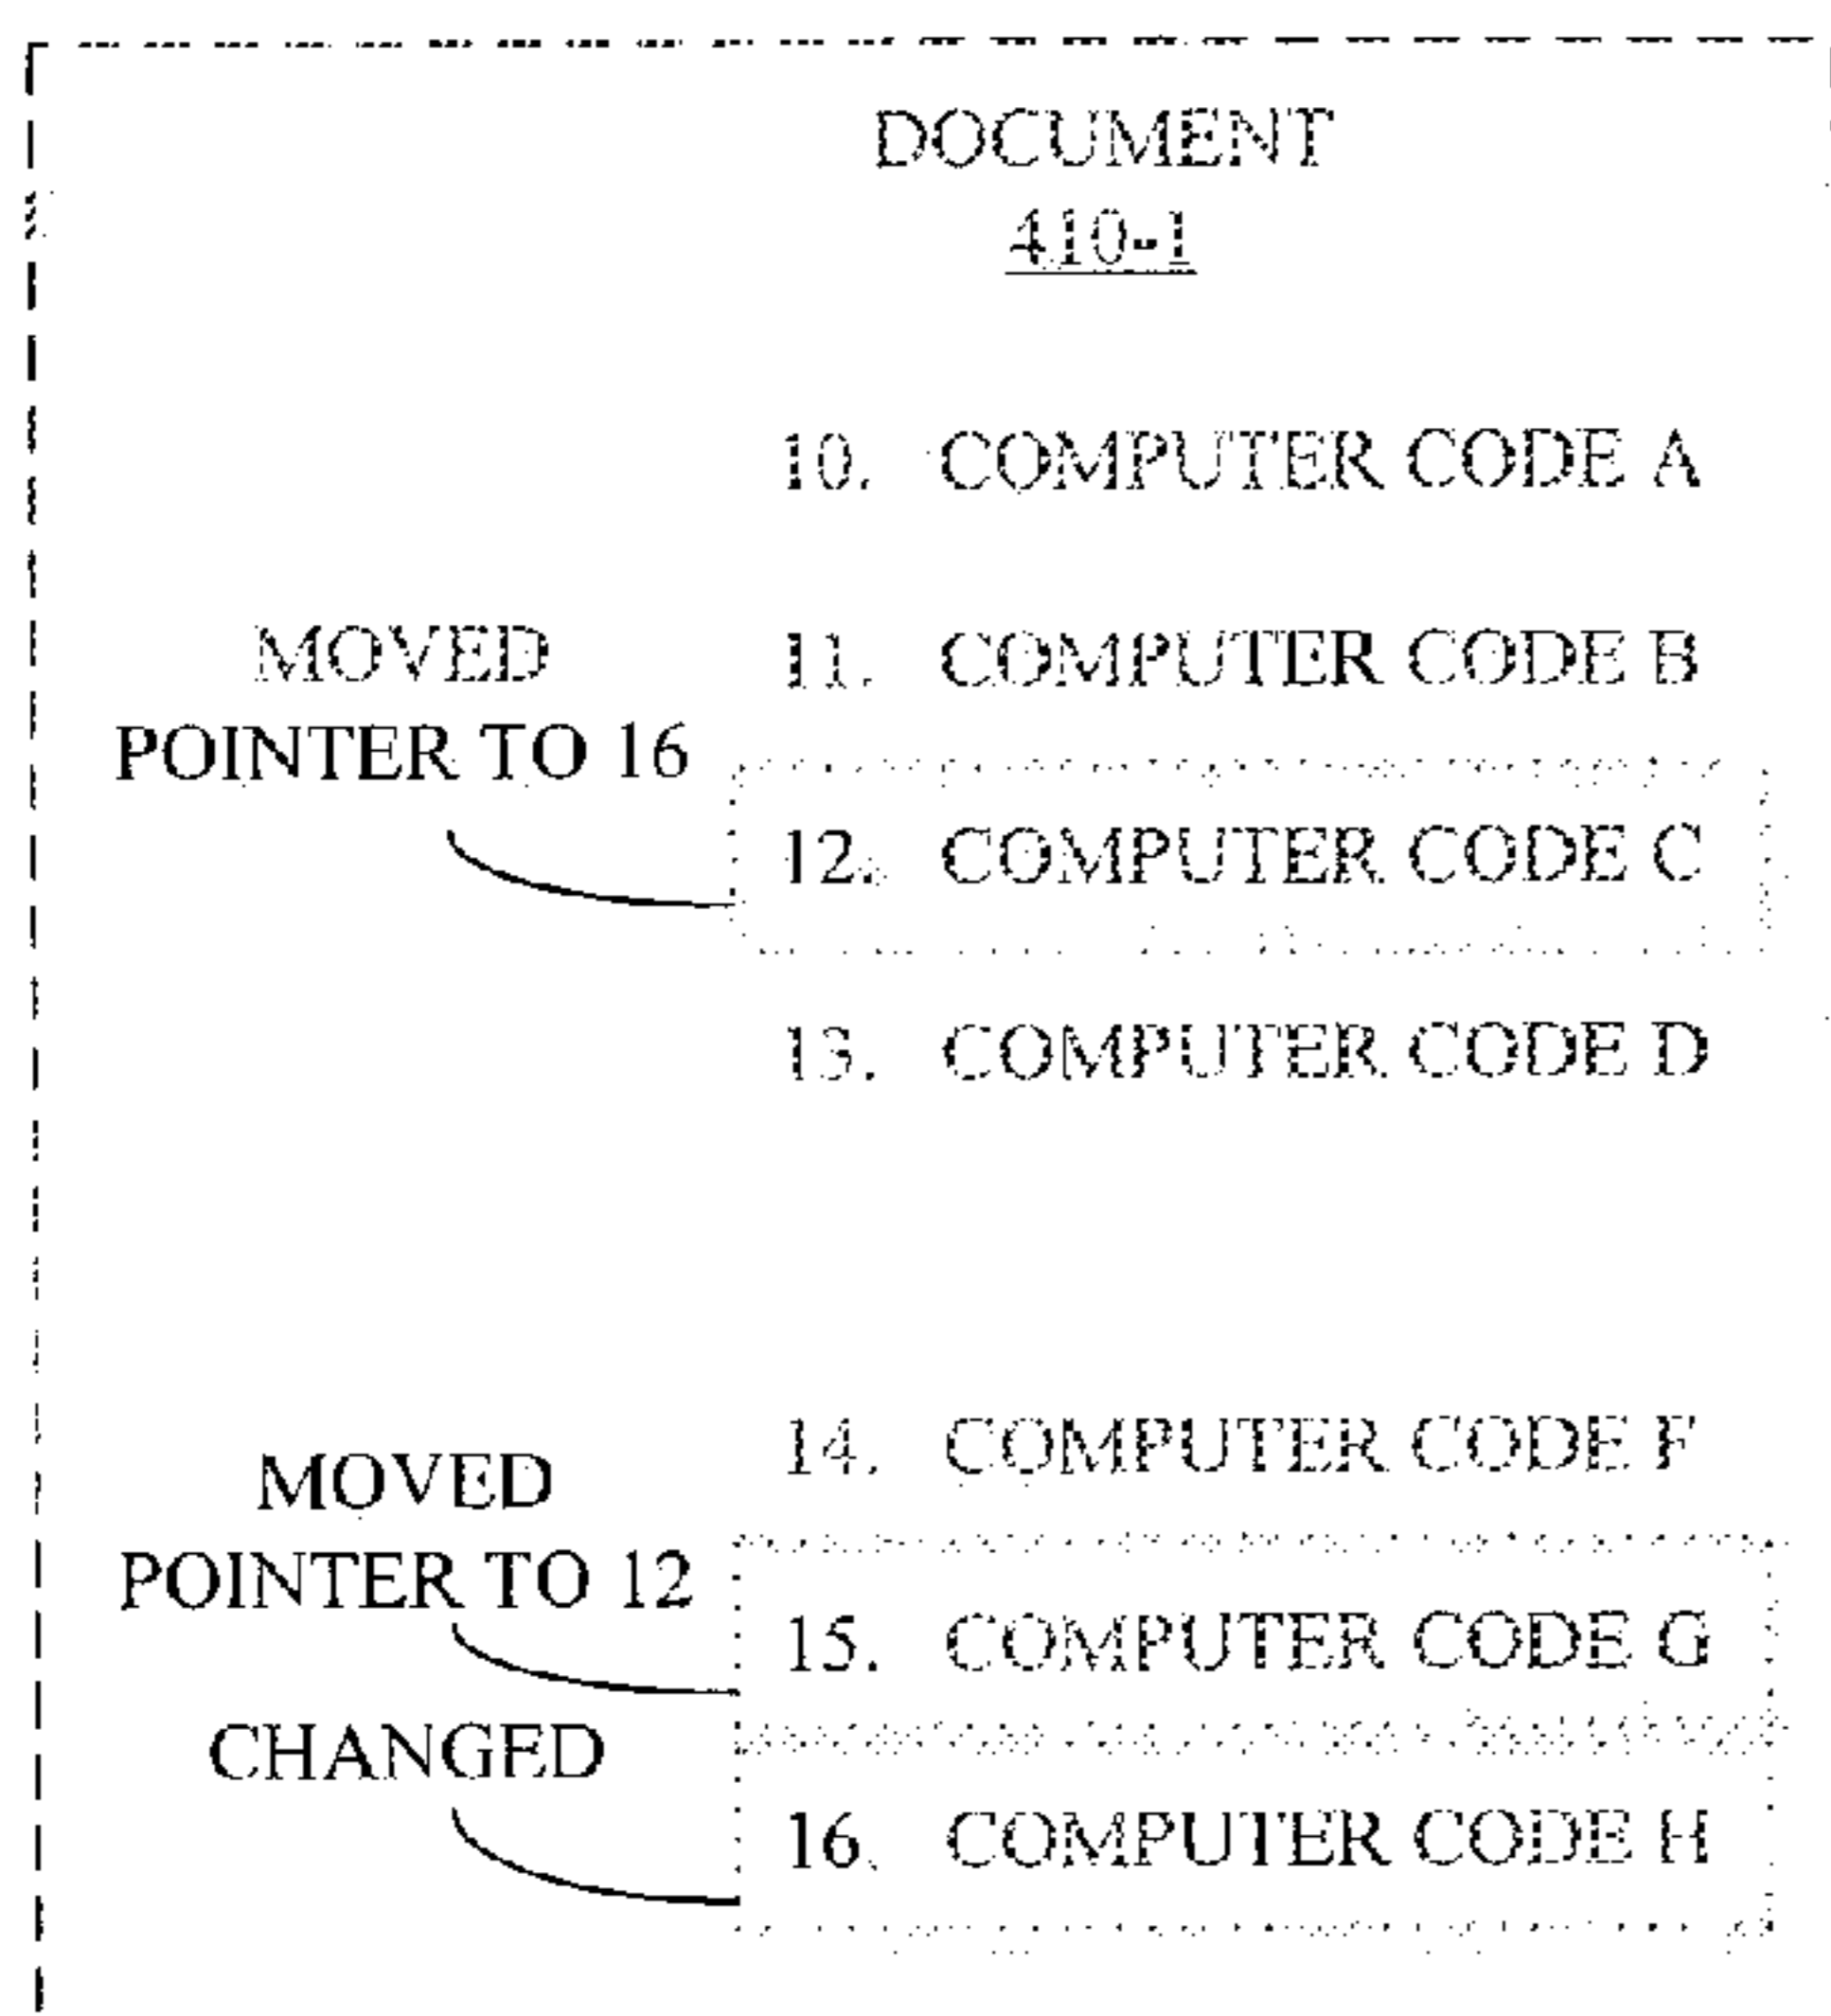 DOCUMENT
410-1
10. COMPUTER CODE A
MOVED
POINTER TO 16
11. COMPUTER CODE B
12. COMPUTER CODE C
13. COMPUTER CODE D
14. COMPUTER CODE F
MOVED
POINTER TO 12
15. COMPUTER CODE G
CHANGED
16. COMPUTER CODE H